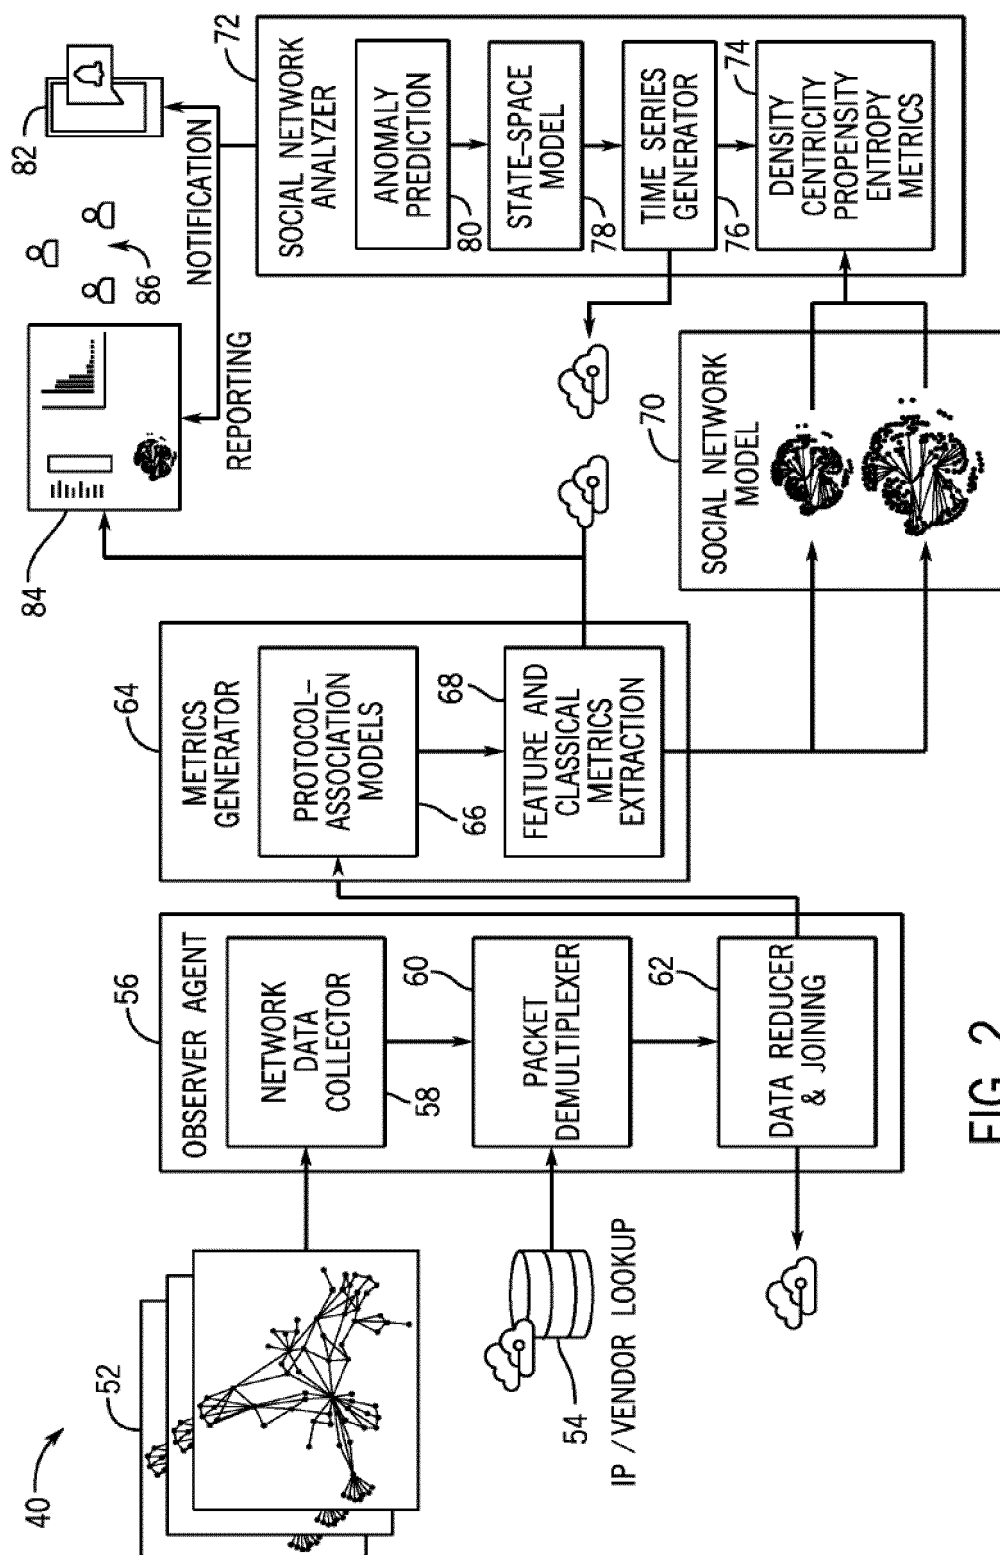 40
52
54
IP/VENDOR LOOKUP
56
OBSERVER AGENT
NETWORK
DATA
COLLECTOR
58
60
PACKET
DEMULTIPLEXER
62
DATA REDUCER
& JOINING
64
METRICS
GENERATOR
PROTOCOL-
ASSOCIATION
MODELS
66
68
FEATURE AND
CLASSICAL
METRICS
EXTRACTION
84
REPORTING
NOTIFICATION
86
82
70
SOCIAL NETWORK
MODEL
72
SOCIAL NETWORK
ANALYZER
ANOMALY
PREDICTION
80
STATE-SPACE
MODEL
78
TIME SERIES
GENERATOR
76
74
DENSITY
CENTRICITY
PROPENSITY
ENTROPY
METRICS
FIG. 2